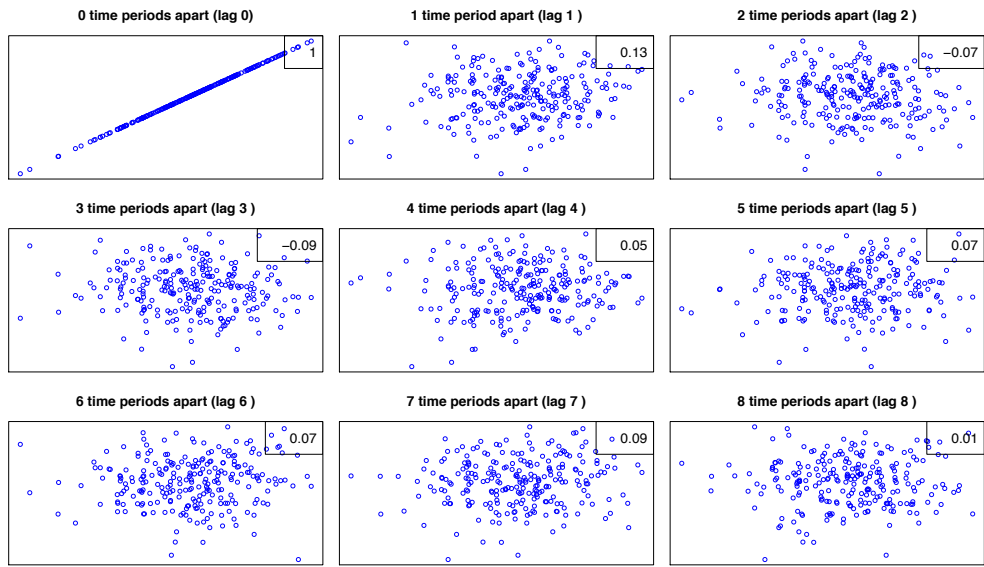 0 time periods apart (lag 0)
1
1 time period apart (lag 1 )
0.13
2 time periods apart (lag 2 )
−0.07
3 time periods apart (lag 3 )
−0.09
4 time periods apart (lag 4 )
0.05
5 time periods apart (lag 5 )
0.07
6 time periods apart (lag 6 )
0.07
7 time periods apart (lag 7 )
0.09
8 time periods apart (lag 8 )
0.01